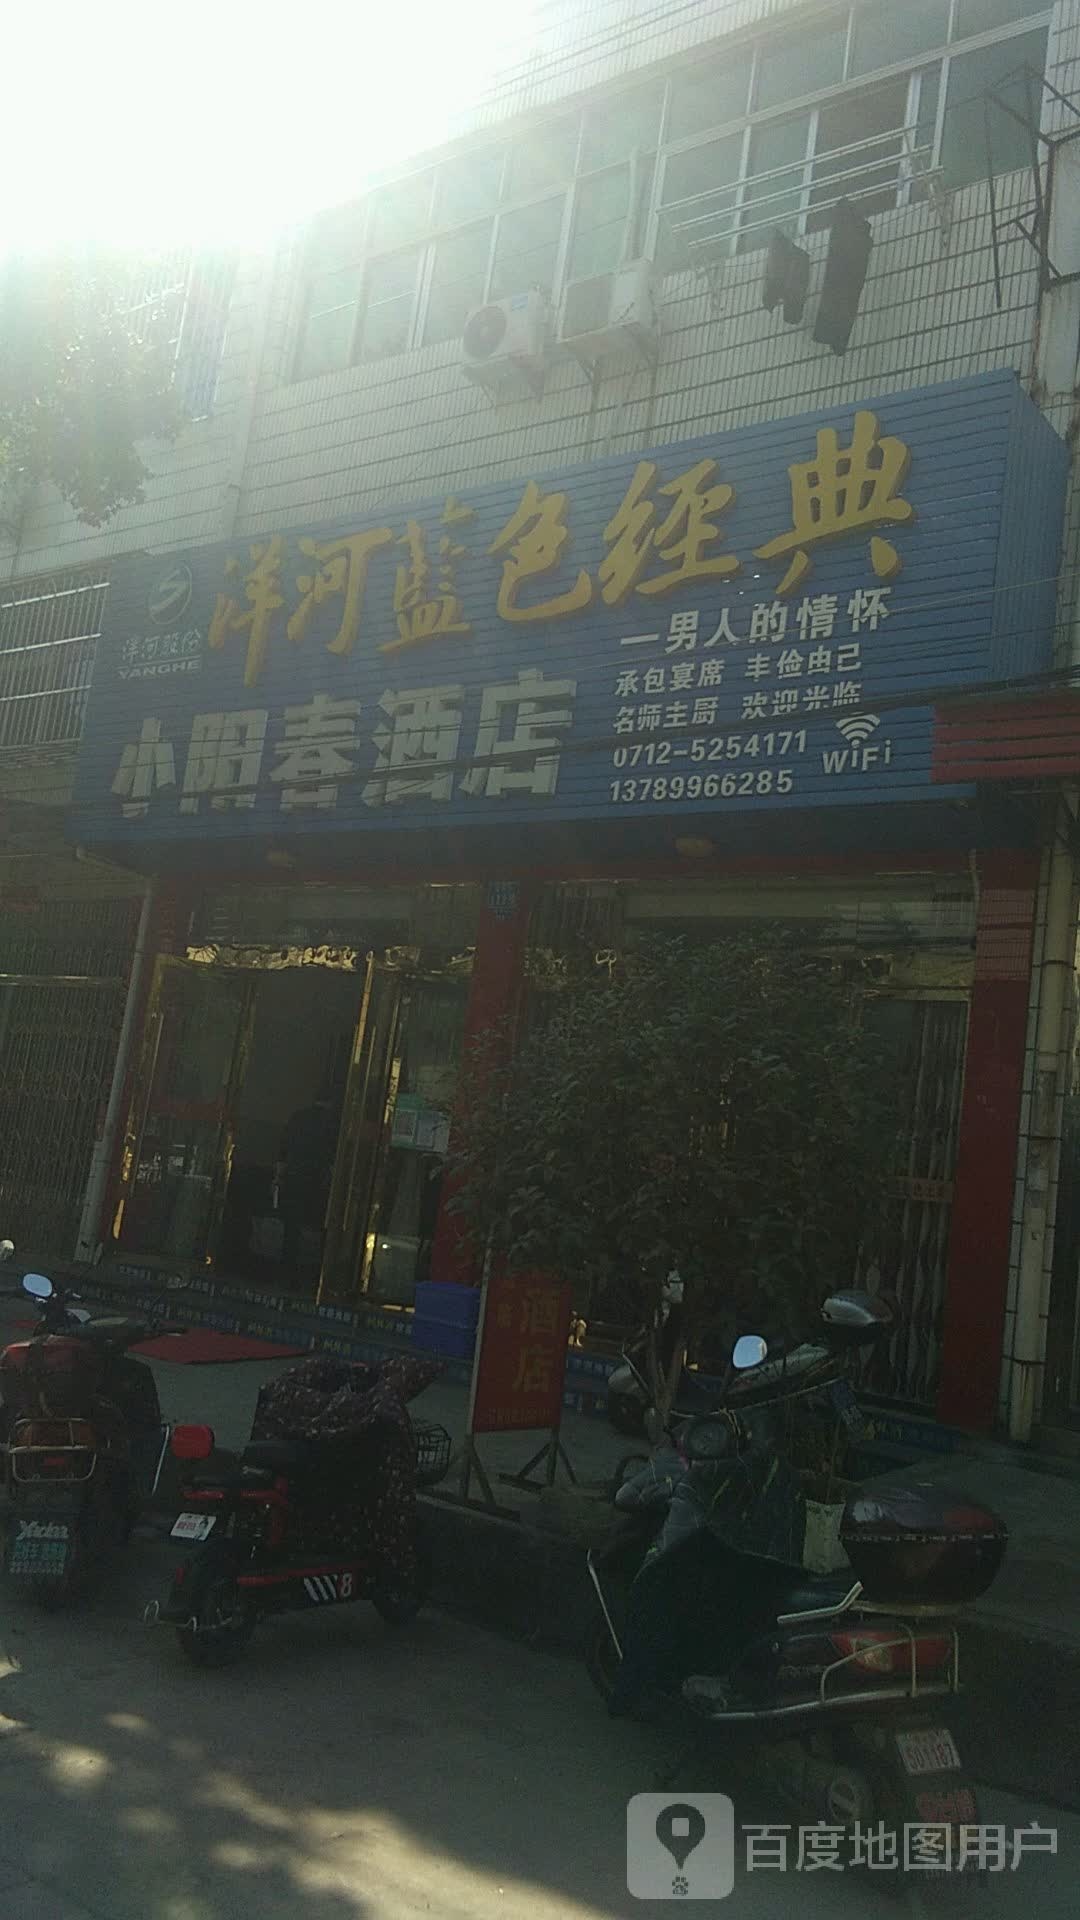 洋河藍色经典
洋河股份
YANGHE
一男人的情怀
小阳春酒店
承包宴席 丰俭由己
名师主厨 欢迎光临
0712-5254171
13789966285
WiFi
酒店
8
百度地图用户